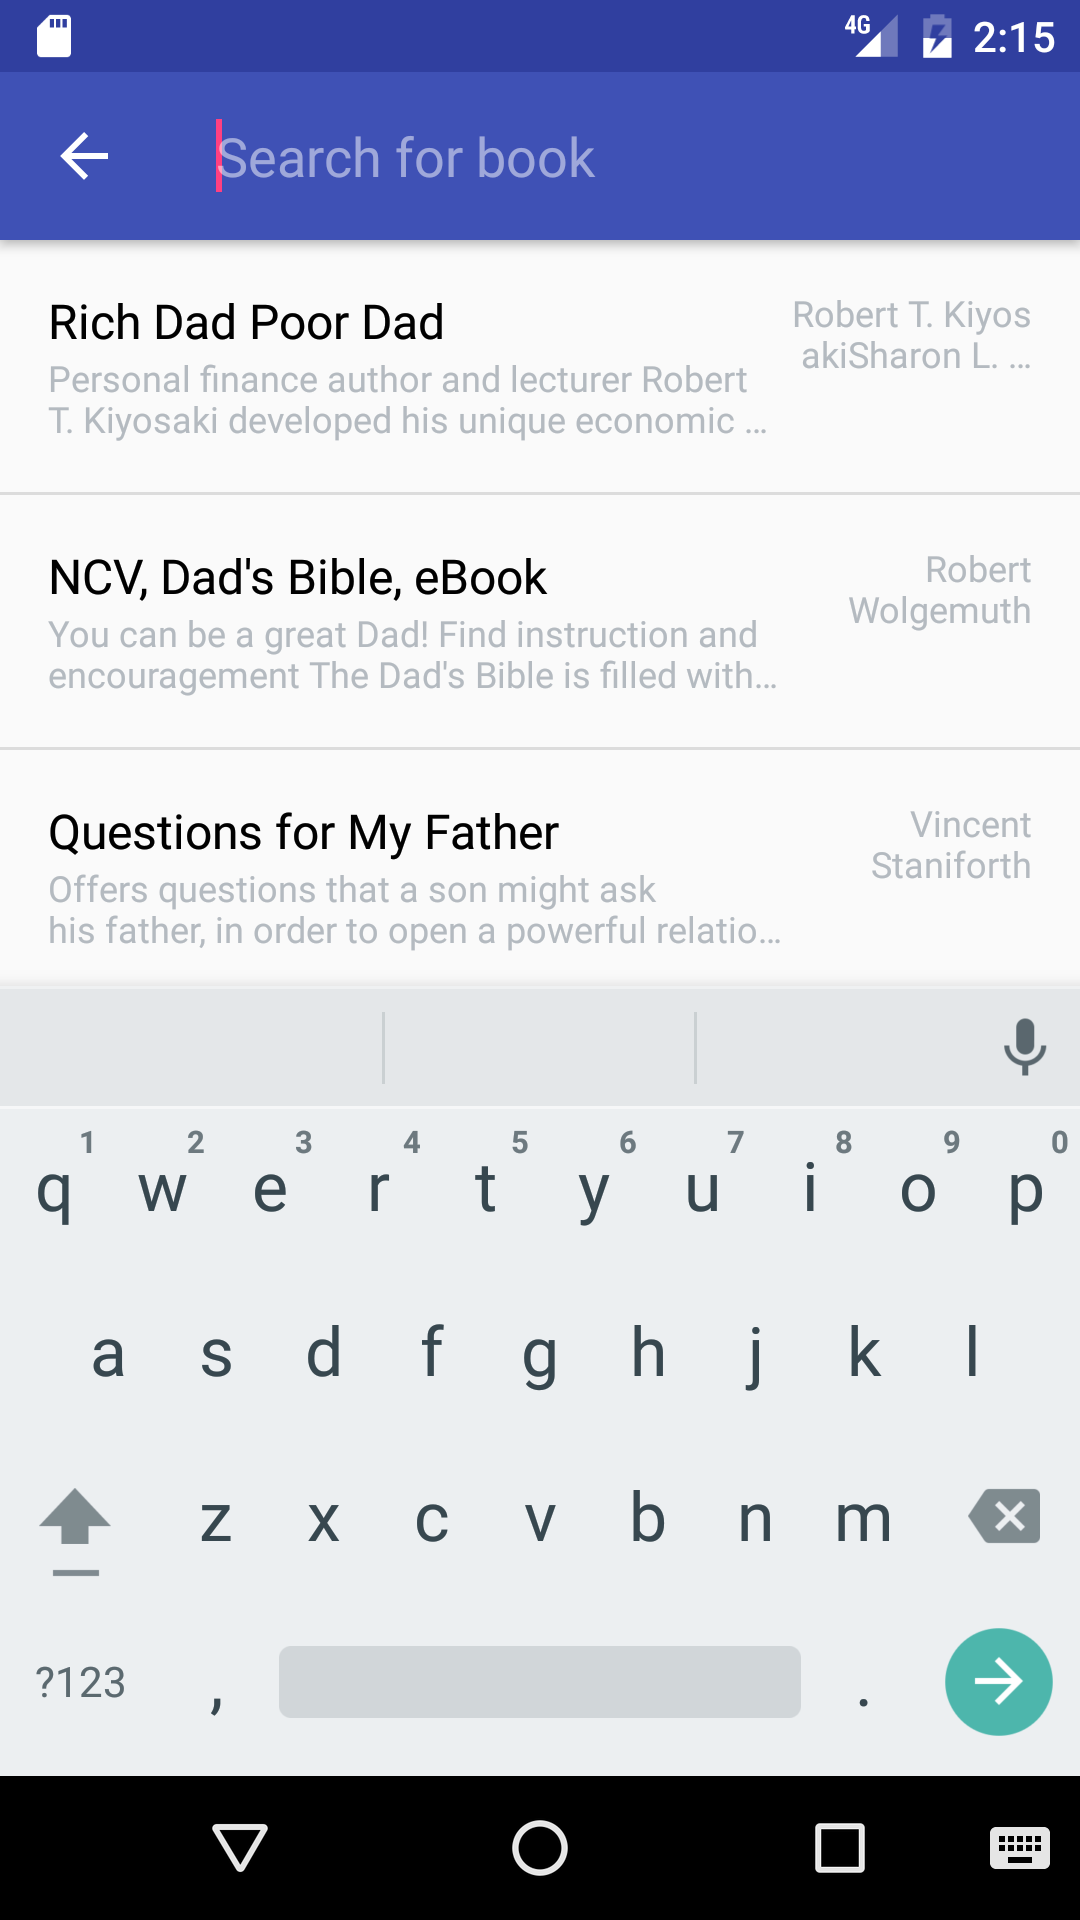 4G 2:15
Search for book
Rich Dad Poor Dad
Robert T. Kiyos
akiSharon L. ...
Personal finance author and lecturer Robert
T. Kiyosaki developed his unique economic ...
NCV, Dad's Bible, eBook
Robert
Wolgemuth
You can be a great Dad! Find instruction and
encouragement The Dad's Bible is filled with...
Questions for My Father
Vincent
Staniforth
Offers questions that a son might ask
his father, in order to open a powerful relatio...
1 2 3 4 5 6 7 8 9 0
q w e r t y u i o p
a s d f g h j k l
z x c v b n m
?123 , .